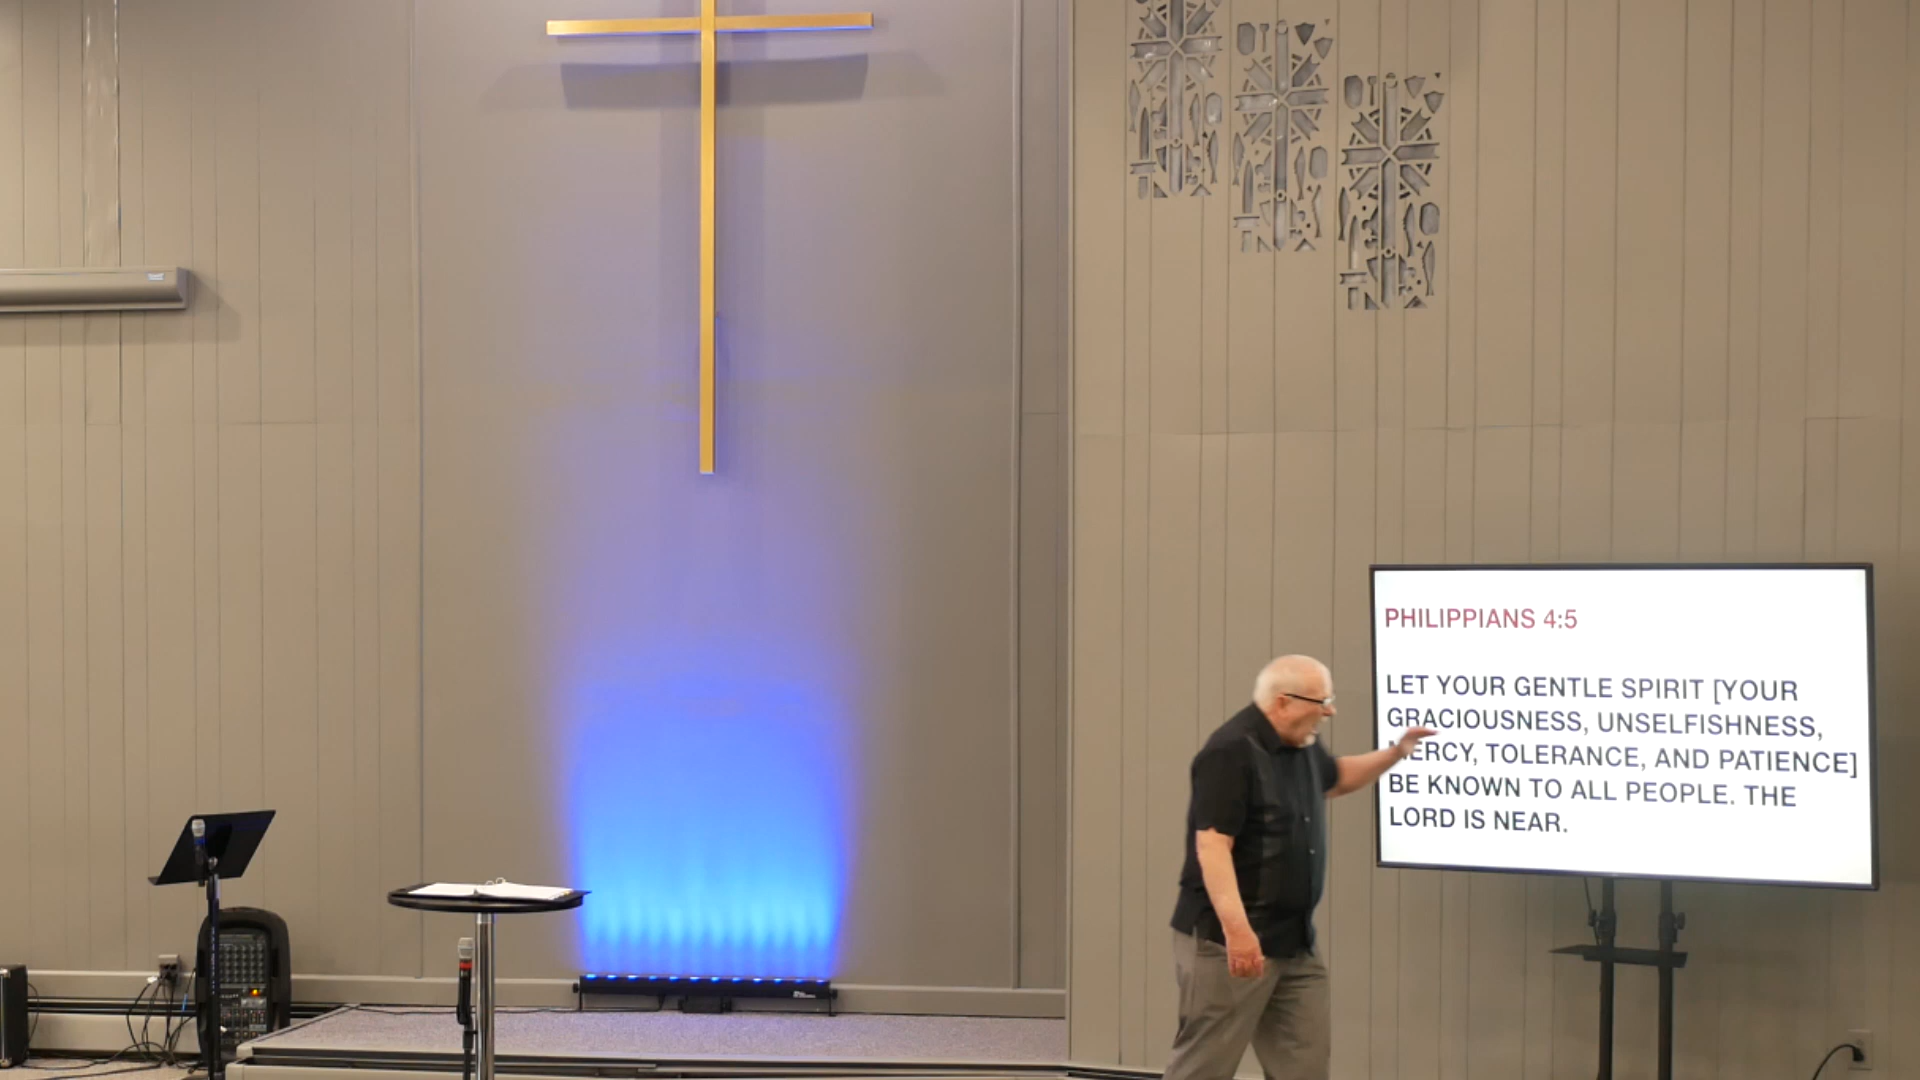 PHILIPPIANS 4:5
LET YOUR GENTLE SPIRIT [YOUR
GRACIOUSNESS, UNSELFISHNESS,
MERCY, TOLERANCE, AND PATIENCE]
BE KNOWN TO ALL PEOPLE. THE
LORD IS NEAR.